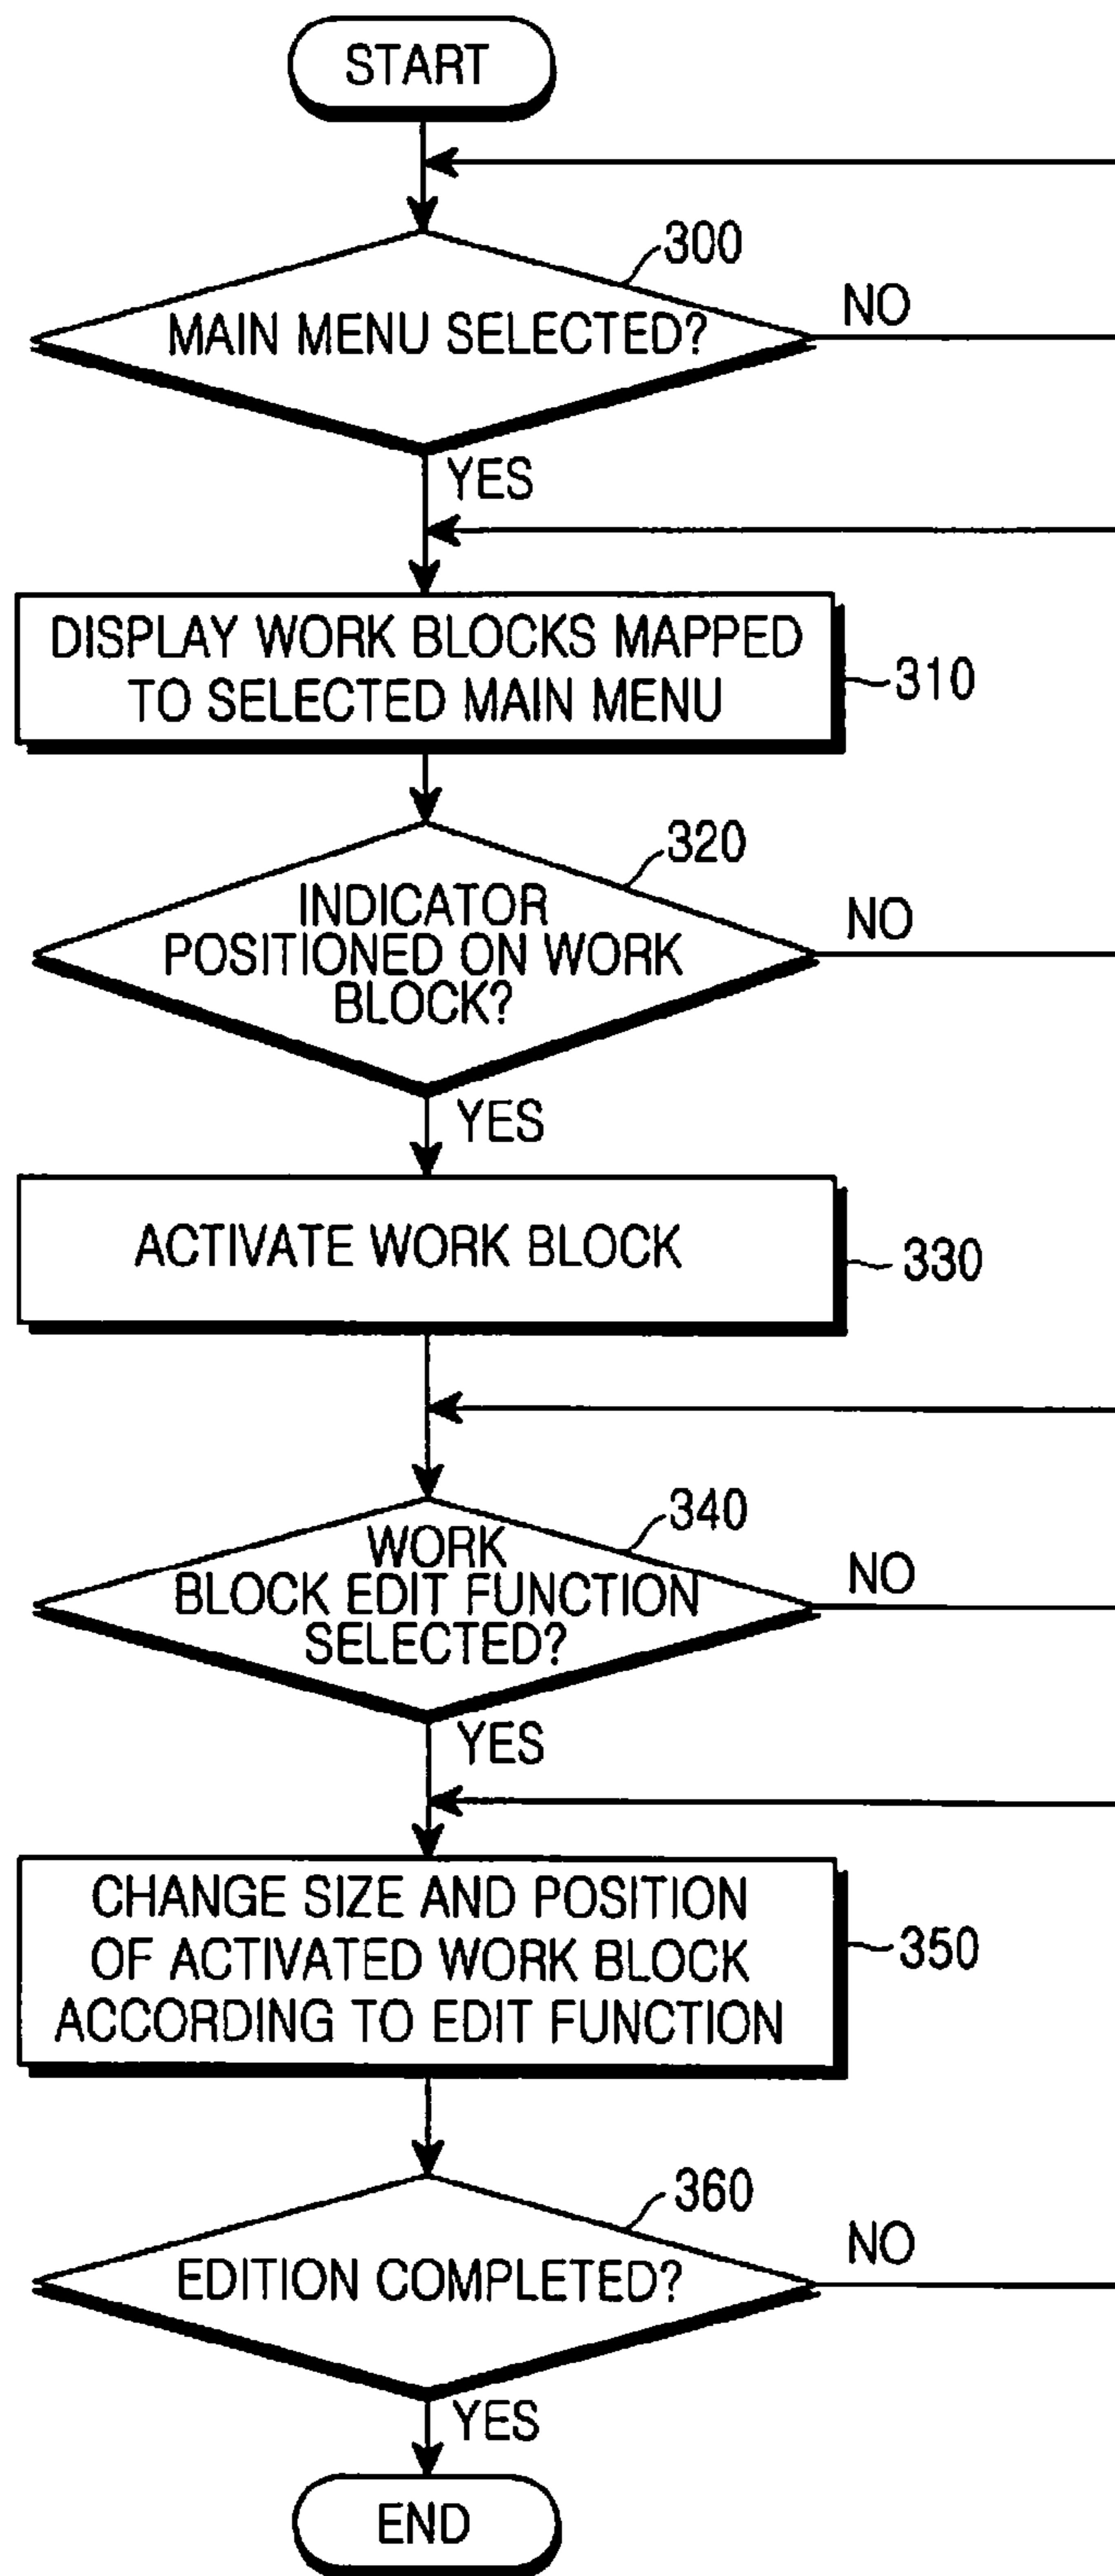 START
300
MAIN MENU SELECTED?
NO
YES
DISPLAY WORK BLOCKS MAPPED
TO SELECTED MAIN MENU
310
320
INDICATOR
POSITIONED ON WORK
BLOCK?
NO
YES
ACTIVATE WORK BLOCK
330
340
WORK
BLOCK EDIT FUNCTION
SELECTED?
NO
YES
CHANGE SIZE AND POSITION
OF ACTIVATED WORK BLOCK
ACCORDING TO EDIT FUNCTION
350
360
EDITION COMPLETED?
NO
YES
END